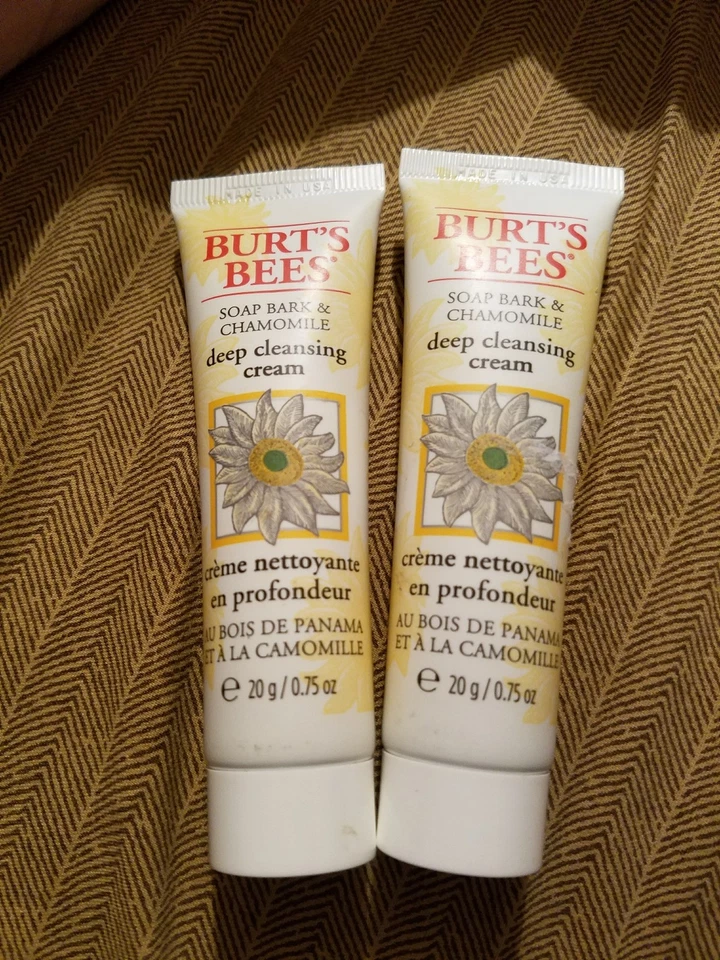 MADE IN USA
BURT'S
BEES®
SOAP BARK &
CHAMOMILE
deep cleansing
cream
crème nettoyante
en profondeur
AU BOIS DE PANAMA
ET À LA CAMOMILLE
℮ 20 g / 0.75 oz
MADE IN USA
BURT'S
BEES®
SOAP BARK &
CHAMOMILE
deep cleansing
cream
crème nettoyante
en profondeur
AU BOIS DE PANAMA
ET À LA CAMOMILLE
℮ 20 g / 0.75 oz